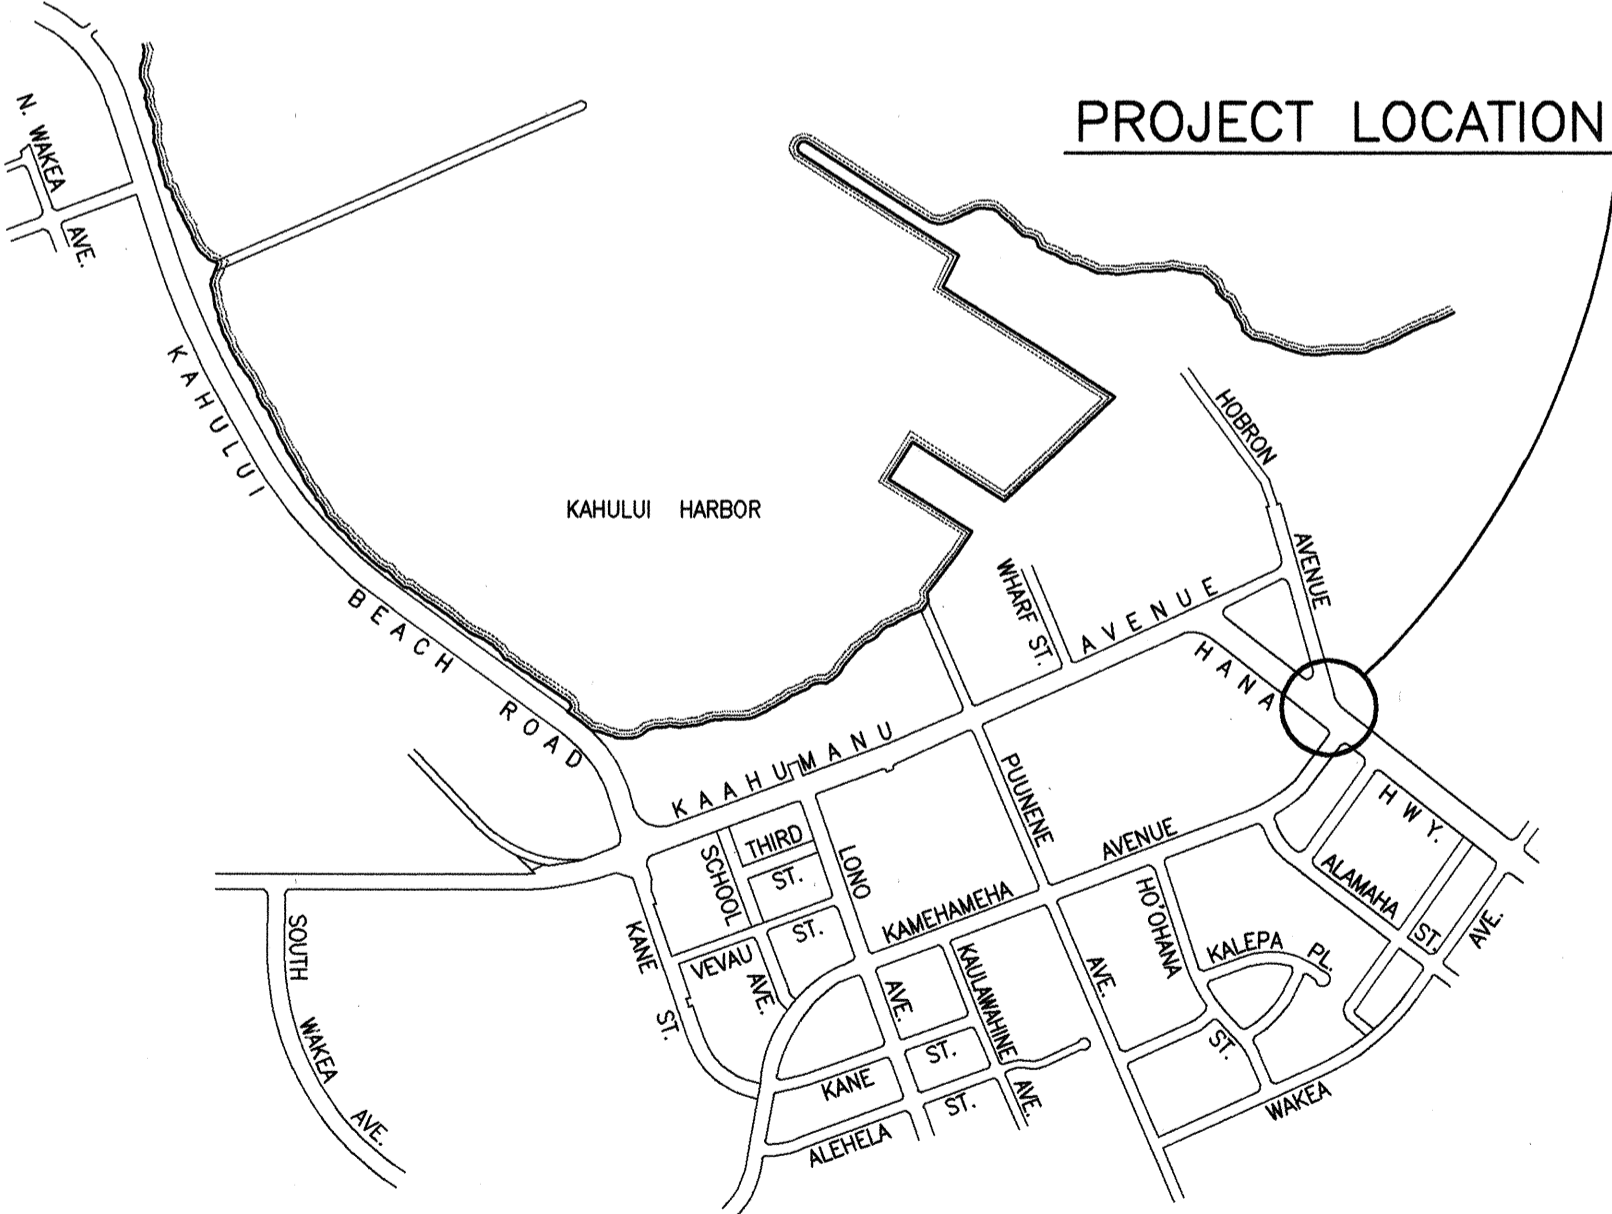 PROJECT LOCATION
N. WAKEA
AVE.
KAHULUI
BEACH
ROAD
KAHULUI HARBOR
HOBRON
AVENUE
WHARF ST.
KAAHUMANU
AVENUE
HANA
HWY.
PUUNENE
AVE.
THIRD
ST.
SCHOOL
AVE.
LONO
AVE.
VEVAU
ST.
KAMEHAMEHA
AVENUE
ALAMAHA
ST.
HO'OHANA
ST.
KALEPA PL.
KAULAWAHINE
AVE.
KANE
ST.
KANE
ST.
ALEHELA
ST.
WAKEA
AVE.
SOUTH
WAKEA
AVE.